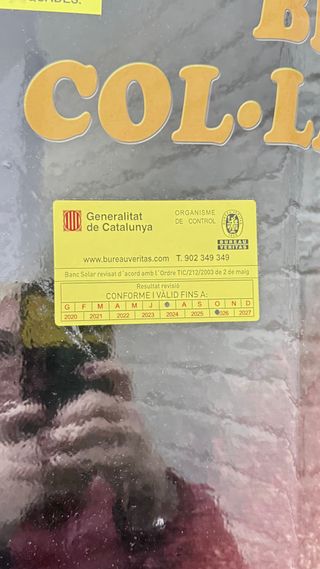 COL·L
Generalitat
de Catalunya
ORGANISME
DE CONTROL
BUREAU
VERITAS
www.bureauveritas.com T. 902 349 349
Banc Solar revisat d'acord amb l'Ordre TIC/212/2003 de 2 de maig
Resultat revisió
CONFORME I VÀLID FINS A:
G F M A M J A S O N D
2020 2021 2022 2023 2024 2025 2026 2027